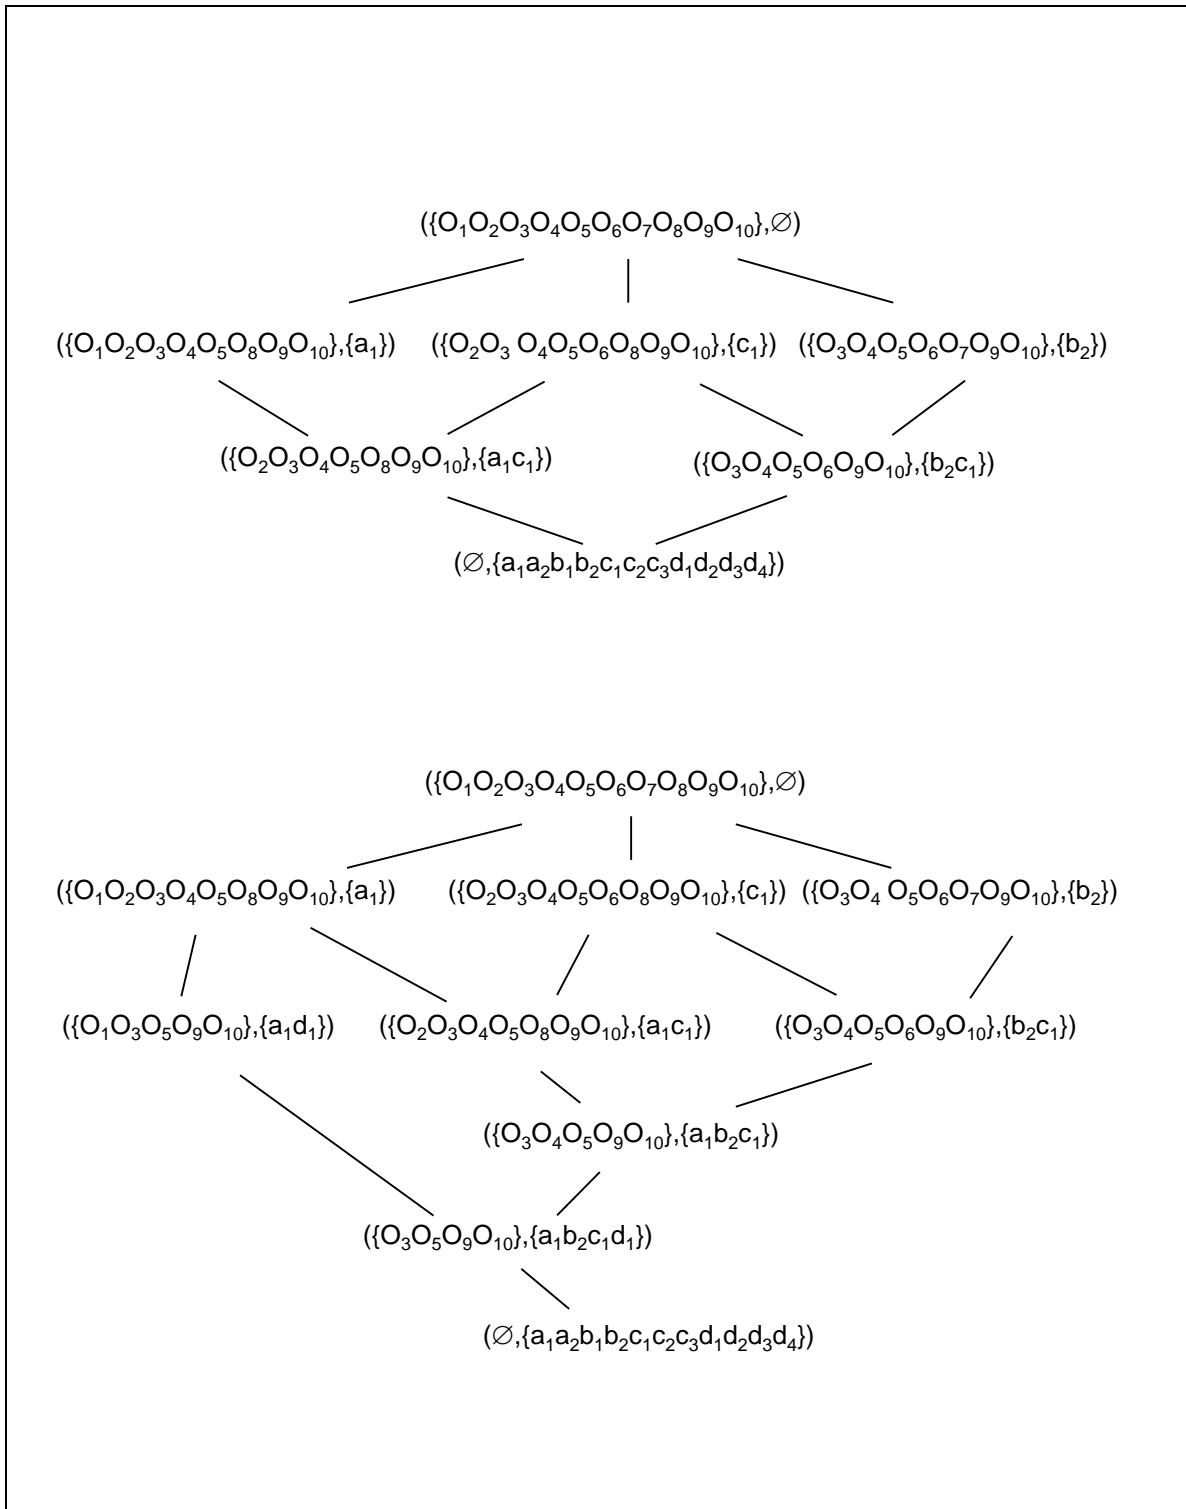 ({O₁O₂O₃O₄O₅O₆O₇O₈O₉O₁₀},∅)
({O₁O₂O₃O₄O₅O₈O₉O₁₀},{a₁}) ({O₂O₃ O₄O₅O₆O₈O₉O₁₀},{c₁}) ({O₃O₄O₅O₆O₇O₉O₁₀},{b₂})
({O₂O₃O₄O₅O₈O₉O₁₀},{a₁c₁}) ({O₃O₄O₅O₆O₉O₁₀},{b₂c₁})
(∅,{a₁a₂b₁b₂c₁c₂c₃d₁d₂d₃d₄})
({O₁O₂O₃O₄O₅O₆O₇O₈O₉O₁₀},∅)
({O₁O₂O₃O₄O₅O₈O₉O₁₀},{a₁}) ({O₂O₃O₄O₅O₆O₈O₉O₁₀},{c₁}) ({O₃O₄ O₅O₆O₇O₉O₁₀},{b₂})
({O₁O₃O₅O₉O₁₀},{a₁d₁}) ({O₂O₃O₄O₅O₈O₉O₁₀},{a₁c₁}) ({O₃O₄O₅O₆O₉O₁₀},{b₂c₁})
({O₃O₄O₅O₉O₁₀},{a₁b₂c₁})
({O₃O₅O₉O₁₀},{a₁b₂c₁d₁})
(∅,{a₁a₂b₁b₂c₁c₂c₃d₁d₂d₃d₄})